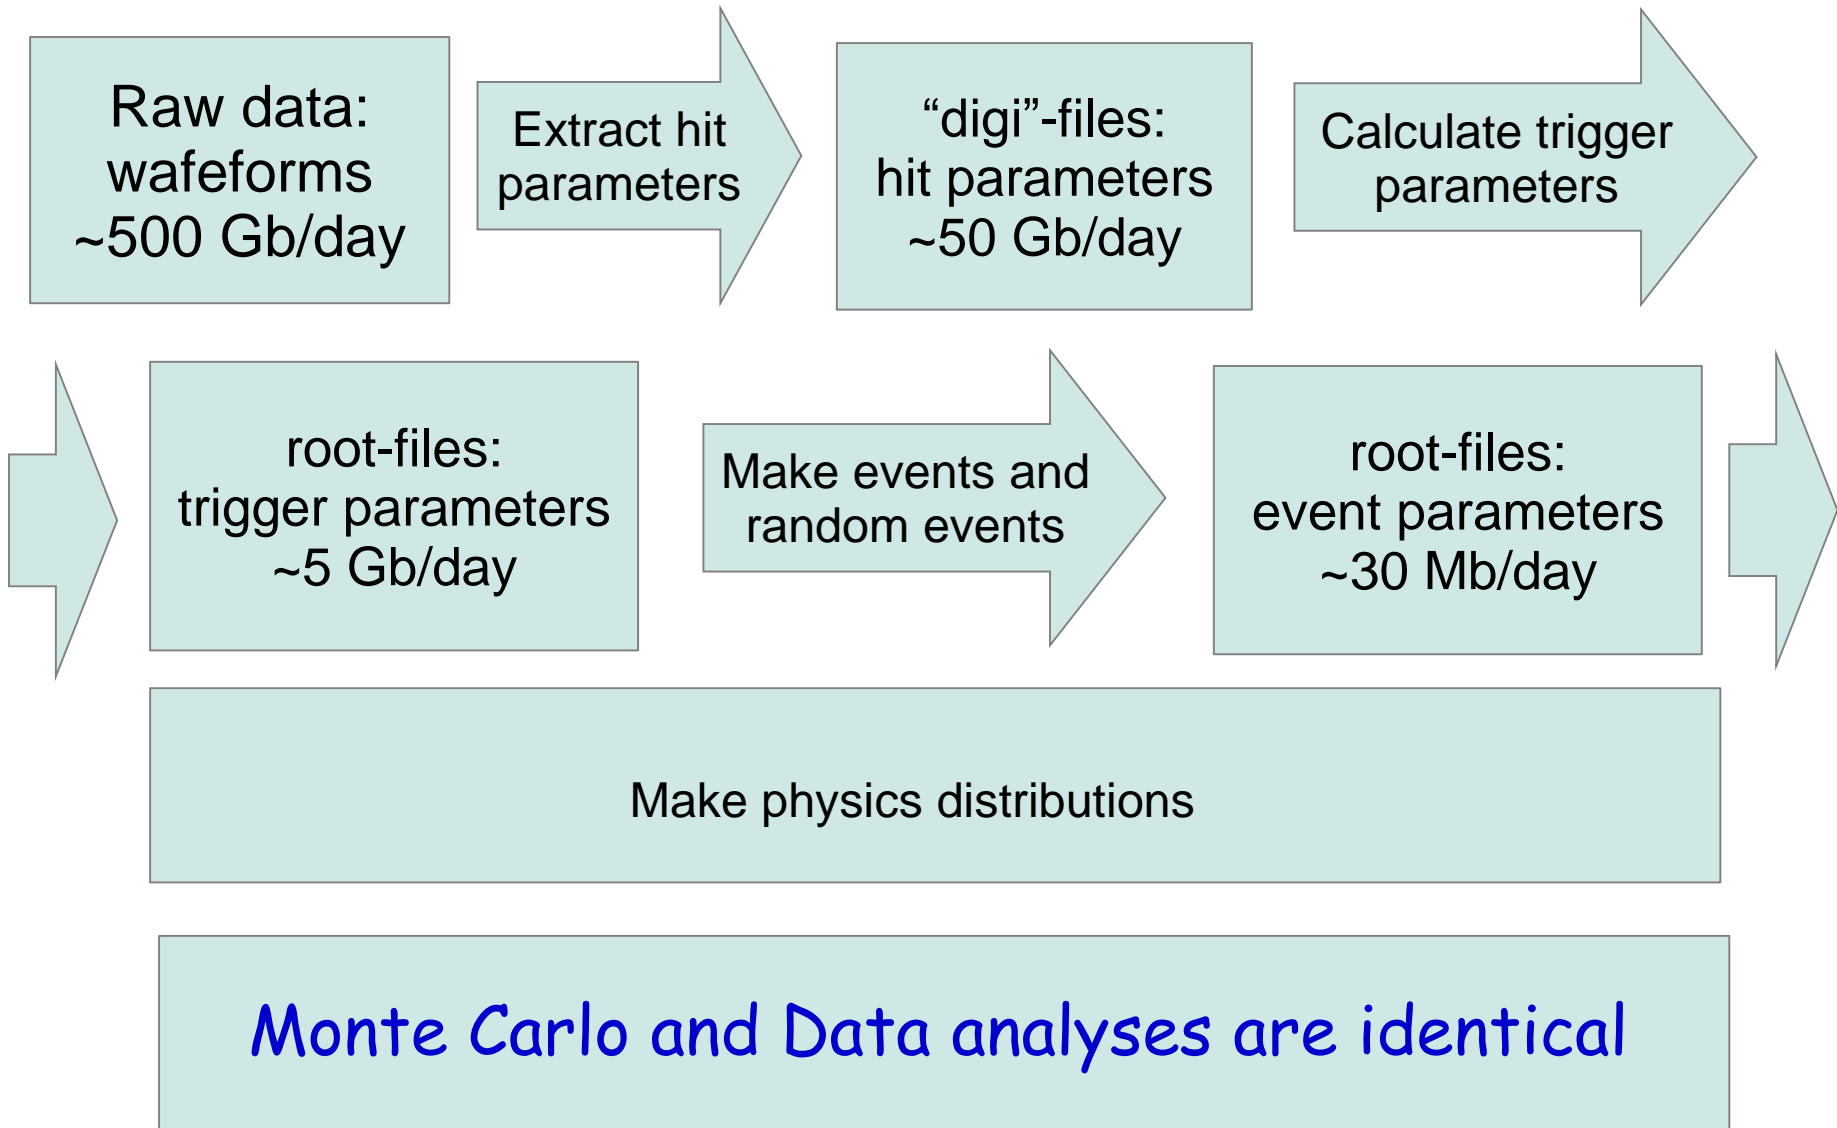 Raw data:
wafeforms
~500 Gb/day
Extract hit
parameters
“digi”-files:
hit parameters
~50 Gb/day
Calculate trigger
parameters
root-files:
trigger parameters
~5 Gb/day
Make events and
random events
root-files:
event parameters
~30 Mb/day
Make physics distributions
Monte Carlo and Data analyses are identical